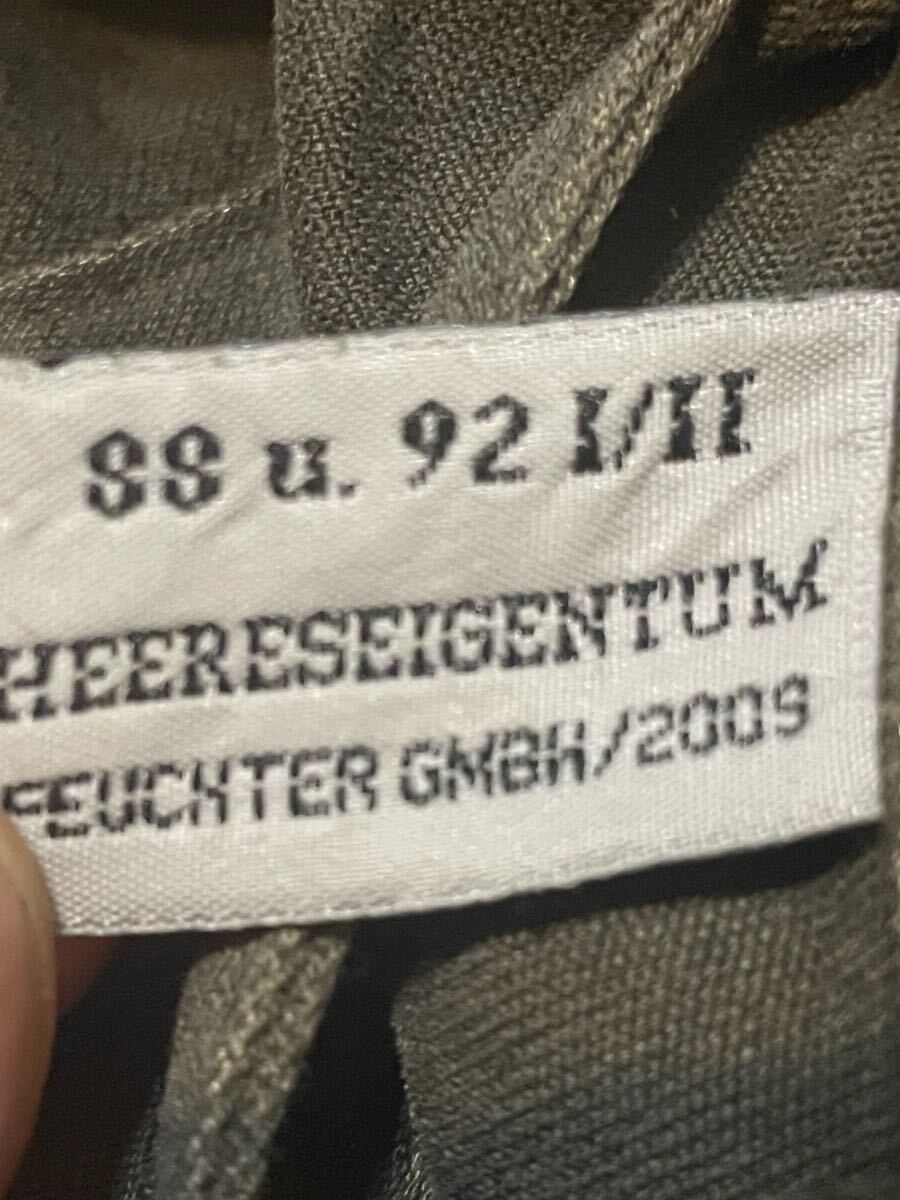 88 u. 92 I/II
HEERESEIGENTUM
FEUCHTER GMBH/2009